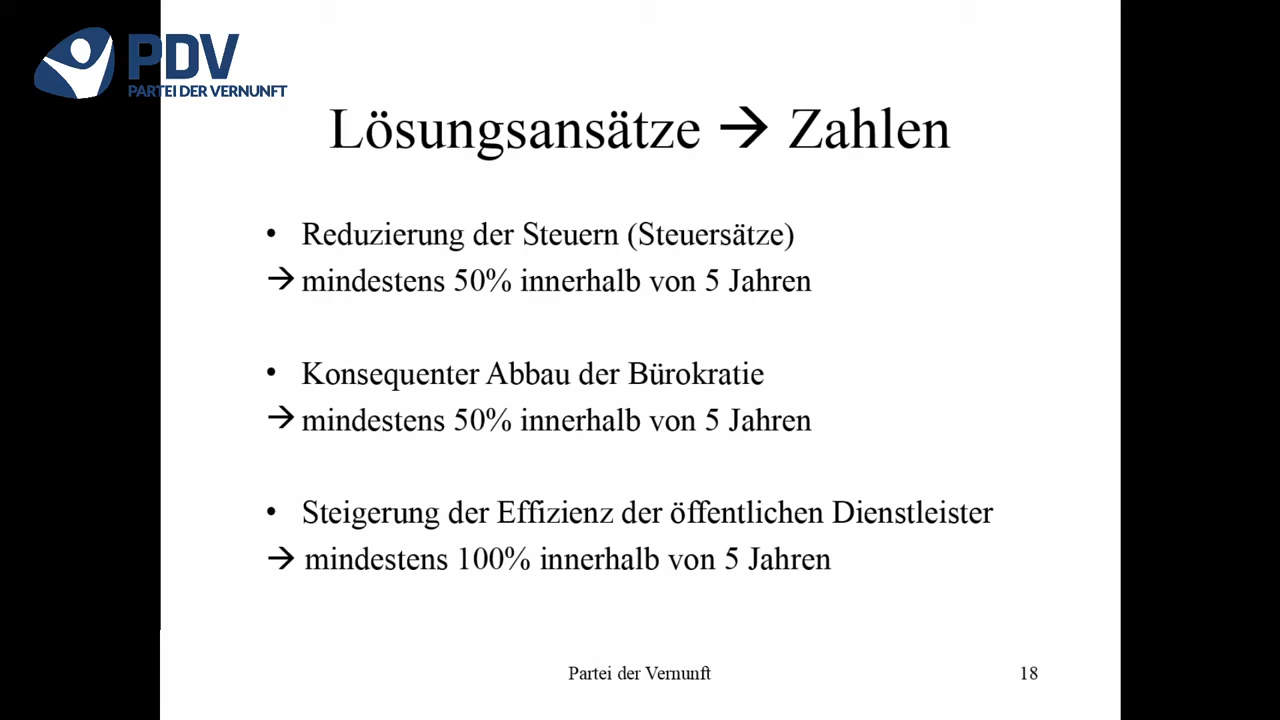 PDV
PARTEI DER VERNUNFT
Lösungsansätze → Zahlen
• Reduzierung der Steuern (Steuersätze)
→ mindestens 50% innerhalb von 5 Jahren
• Konsequenter Abbau der Bürokratie
→ mindestens 50% innerhalb von 5 Jahren
• Steigerung der Effizienz der öffentlichen Dienstleister
→ mindestens 100% innerhalb von 5 Jahren
Partei der Vernunft 18